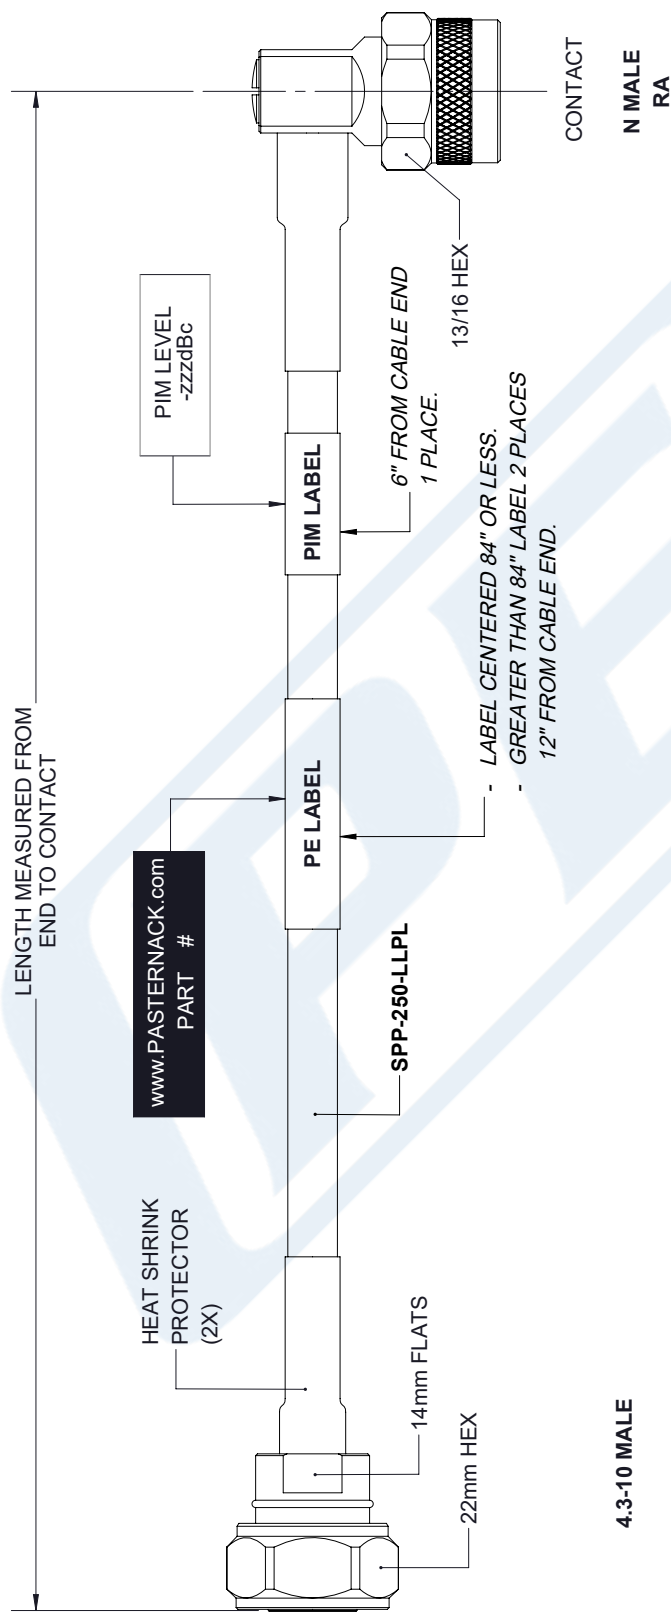 LENGTH MEASURED FROM
END TO CONTACT
HEAT SHRINK
PROTECTOR
(2X)
www.PASTERNACK.com
PART #
PIM LEVEL
-zzzdBc
PE LABEL
PIM LABEL
14mm FLATS
22mm HEX
SPP-250-LLPL
- LABEL CENTERED 84" OR LESS.
- GREATER THAN 84" LABEL 2 PLACES
12" FROM CABLE END.
6" FROM CABLE END
1 PLACE.
13/16 HEX
CONTACT
4.3-10 MALE
N MALE
RA
PE